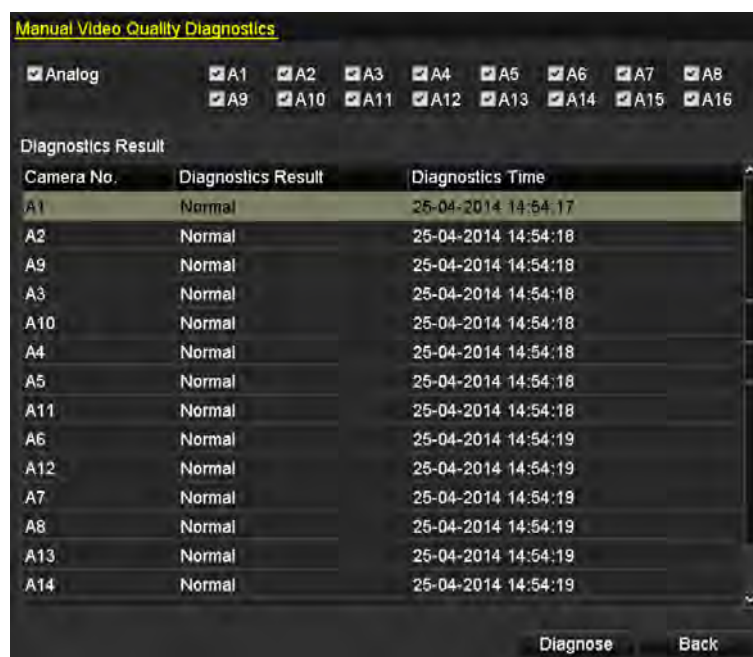 Manual Video Quality Diagnostics
Analog A1 A2 A3 A4 A5 A6 A7 A8
A9 A10 A11 A12 A13 A14 A15 A16
Diagnostics Result
Camera No. Diagnostics Result Diagnostics Time
A1 Normal 25-04-2014 14:54:17
A2 Normal 25-04-2014 14:54:18
A9 Normal 25-04-2014 14:54:18
A3 Normal 25-04-2014 14:54:18
A10 Normal 25-04-2014 14:54:18
A4 Normal 25-04-2014 14:54:18
A5 Normal 25-04-2014 14:54:18
A11 Normal 25-04-2014 14:54:18
A6 Normal 25-04-2014 14:54:19
A12 Normal 25-04-2014 14:54:19
A7 Normal 25-04-2014 14:54:19
A8 Normal 25-04-2014 14:54:19
A13 Normal 25-04-2014 14:54:19
A14 Normal 25-04-2014 14:54:19
Diagnose Back